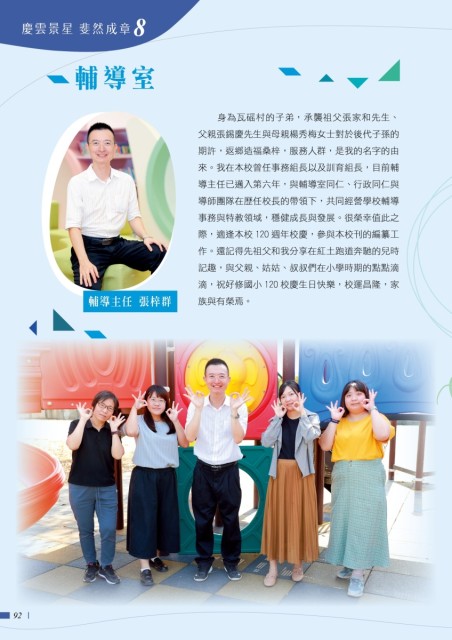 慶雲景星 斐然成章8
輔導室
身為瓦磘村的子弟,承襲祖父張家和先生、
父親張錫慶先生與母親楊秀梅女士對於後代子孫的
期許,返鄉造福桑梓,服務人群,是我的名字的由
來。我在本校曾任事務組長以及訓育組長,目前輔
導主任已邁入第六年,與輔導室同仁、行政同仁與
導師團隊在歷任校長的帶領下,共同經營學校輔導
事務與特教領域,穩健成長與發展。很榮幸值此之
際,適逢本校 120 週年校慶,參與本校刊的編纂工
作。還記得先祖父和我分享在紅土跑道奔馳的兒時
記趣,與父親、姑姑、叔叔們在小學時期的點點滴
滴,祝好修國小 120 校慶生日快樂,校運昌隆,家
族與有榮焉。
輔導主任 張梓群
92